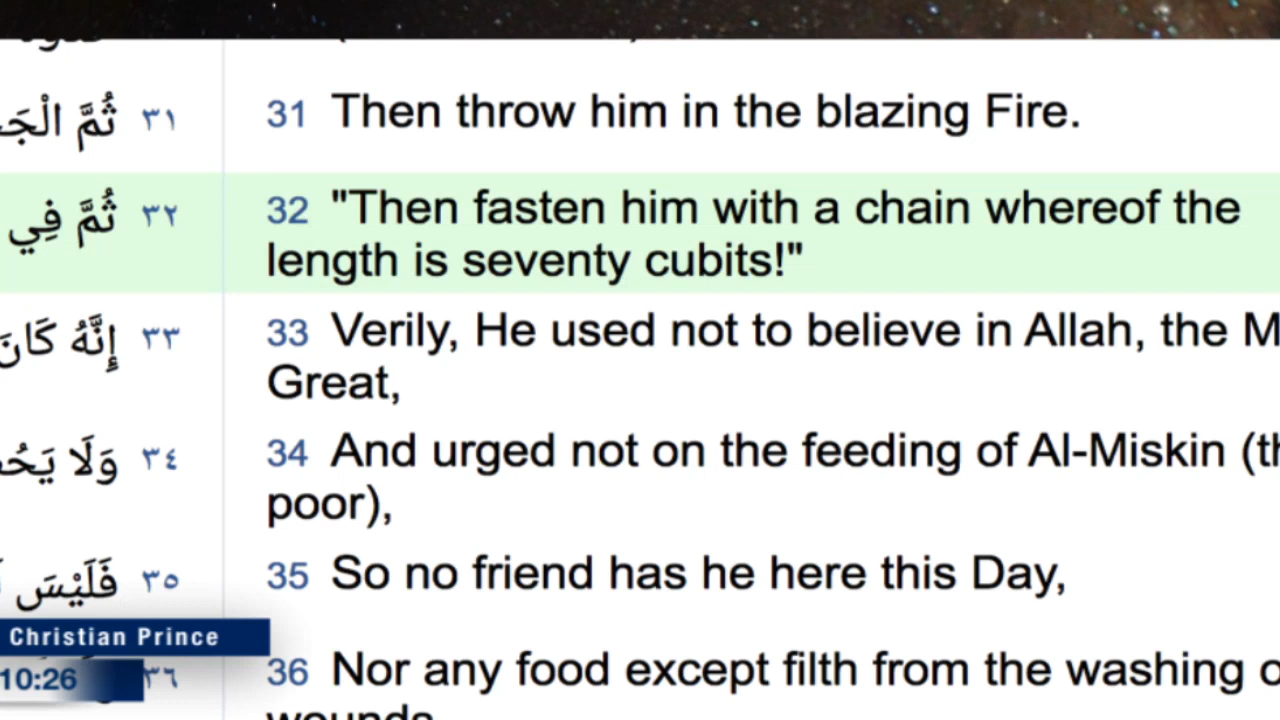 ثُمَّ ٣١
31 Then throw him in the blazing Fire.
ثُمَّ فِي ٣٢
32 "Then fasten him with a chain whereof the
length is seventy cubits!"
إِنَّهُ كَانَ ٣٣
33 Verily, He used not to believe in Allah, the
Great,
وَلَا ٣٤
34 And urged not on the feeding of Al-Miskin
poor),
فَلَيْسَ ٣٥
35 So no friend has he here this Day,
Christian Prince
10:26
٣٦
36 Nor any food except filth from the washing
wounds